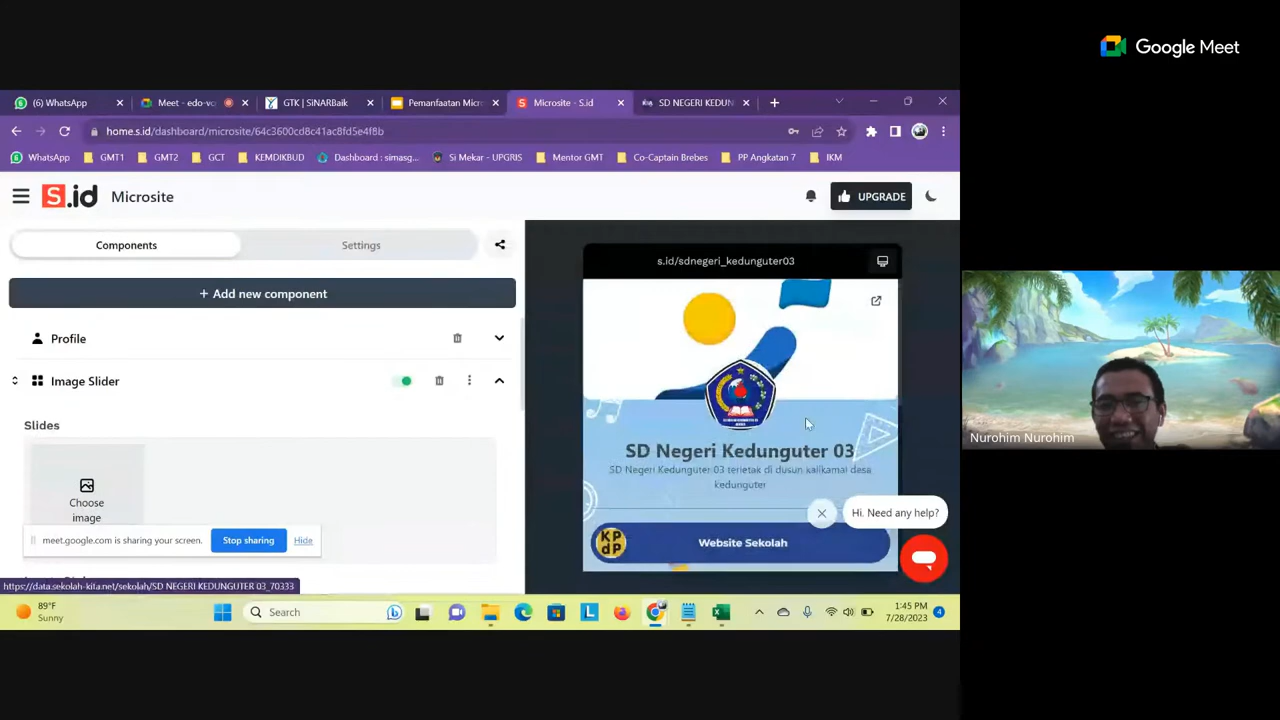 Google Meet
(6) WhatsApp
Meet - edo-vo
GTK | SiNARBaik
Pemanfaatan Micr
Microsite - S.id
SD NEGERI KEDUN
home.s.id/dashboard/microsite/64c3600cd8c41ac8fd5e4f8b
WhatsApp
GMT1
GMT2
GCT
KEMDIKBUD
Dashboard : simasg...
Si Mekar - UPGRIS
Mentor GMT
Co-Captain Brebes
PP Angkatan 7
IKM
S.id
Microsite
UPGRADE
Components
Settings
+ Add new component
Profile
Image Slider
Slides
Choose
image
meet.google.com is sharing your screen.
Stop sharing
Hide
https://data.sekolah-kita.net/sekolah/SD NEGERI KEDUNGUTER 03_70333
s.id/sdnegeri_kedunguter03
SD Negeri Kedunguter 03
SD Negeri Kedunguter 03 terletak di dusun kalikamal desa
kedunguter
KP
dP
Website Sekolah
Hi. Need any help?
Nurohim Nurohim
89°F
Sunny
Search
1:45 PM
7/28/2023
4